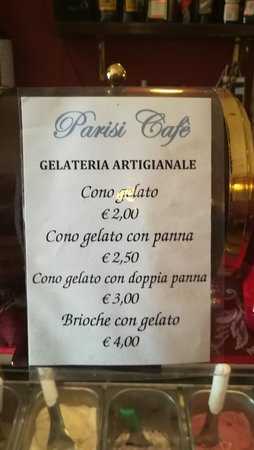 Parisi Cafè
GELATERIA ARTIGIANALE
Cono gelato
€ 2,00
Cono gelato con panna
€ 2,50
Cono gelato con doppia panna
€ 3,00
Brioche con gelato
€ 4,00